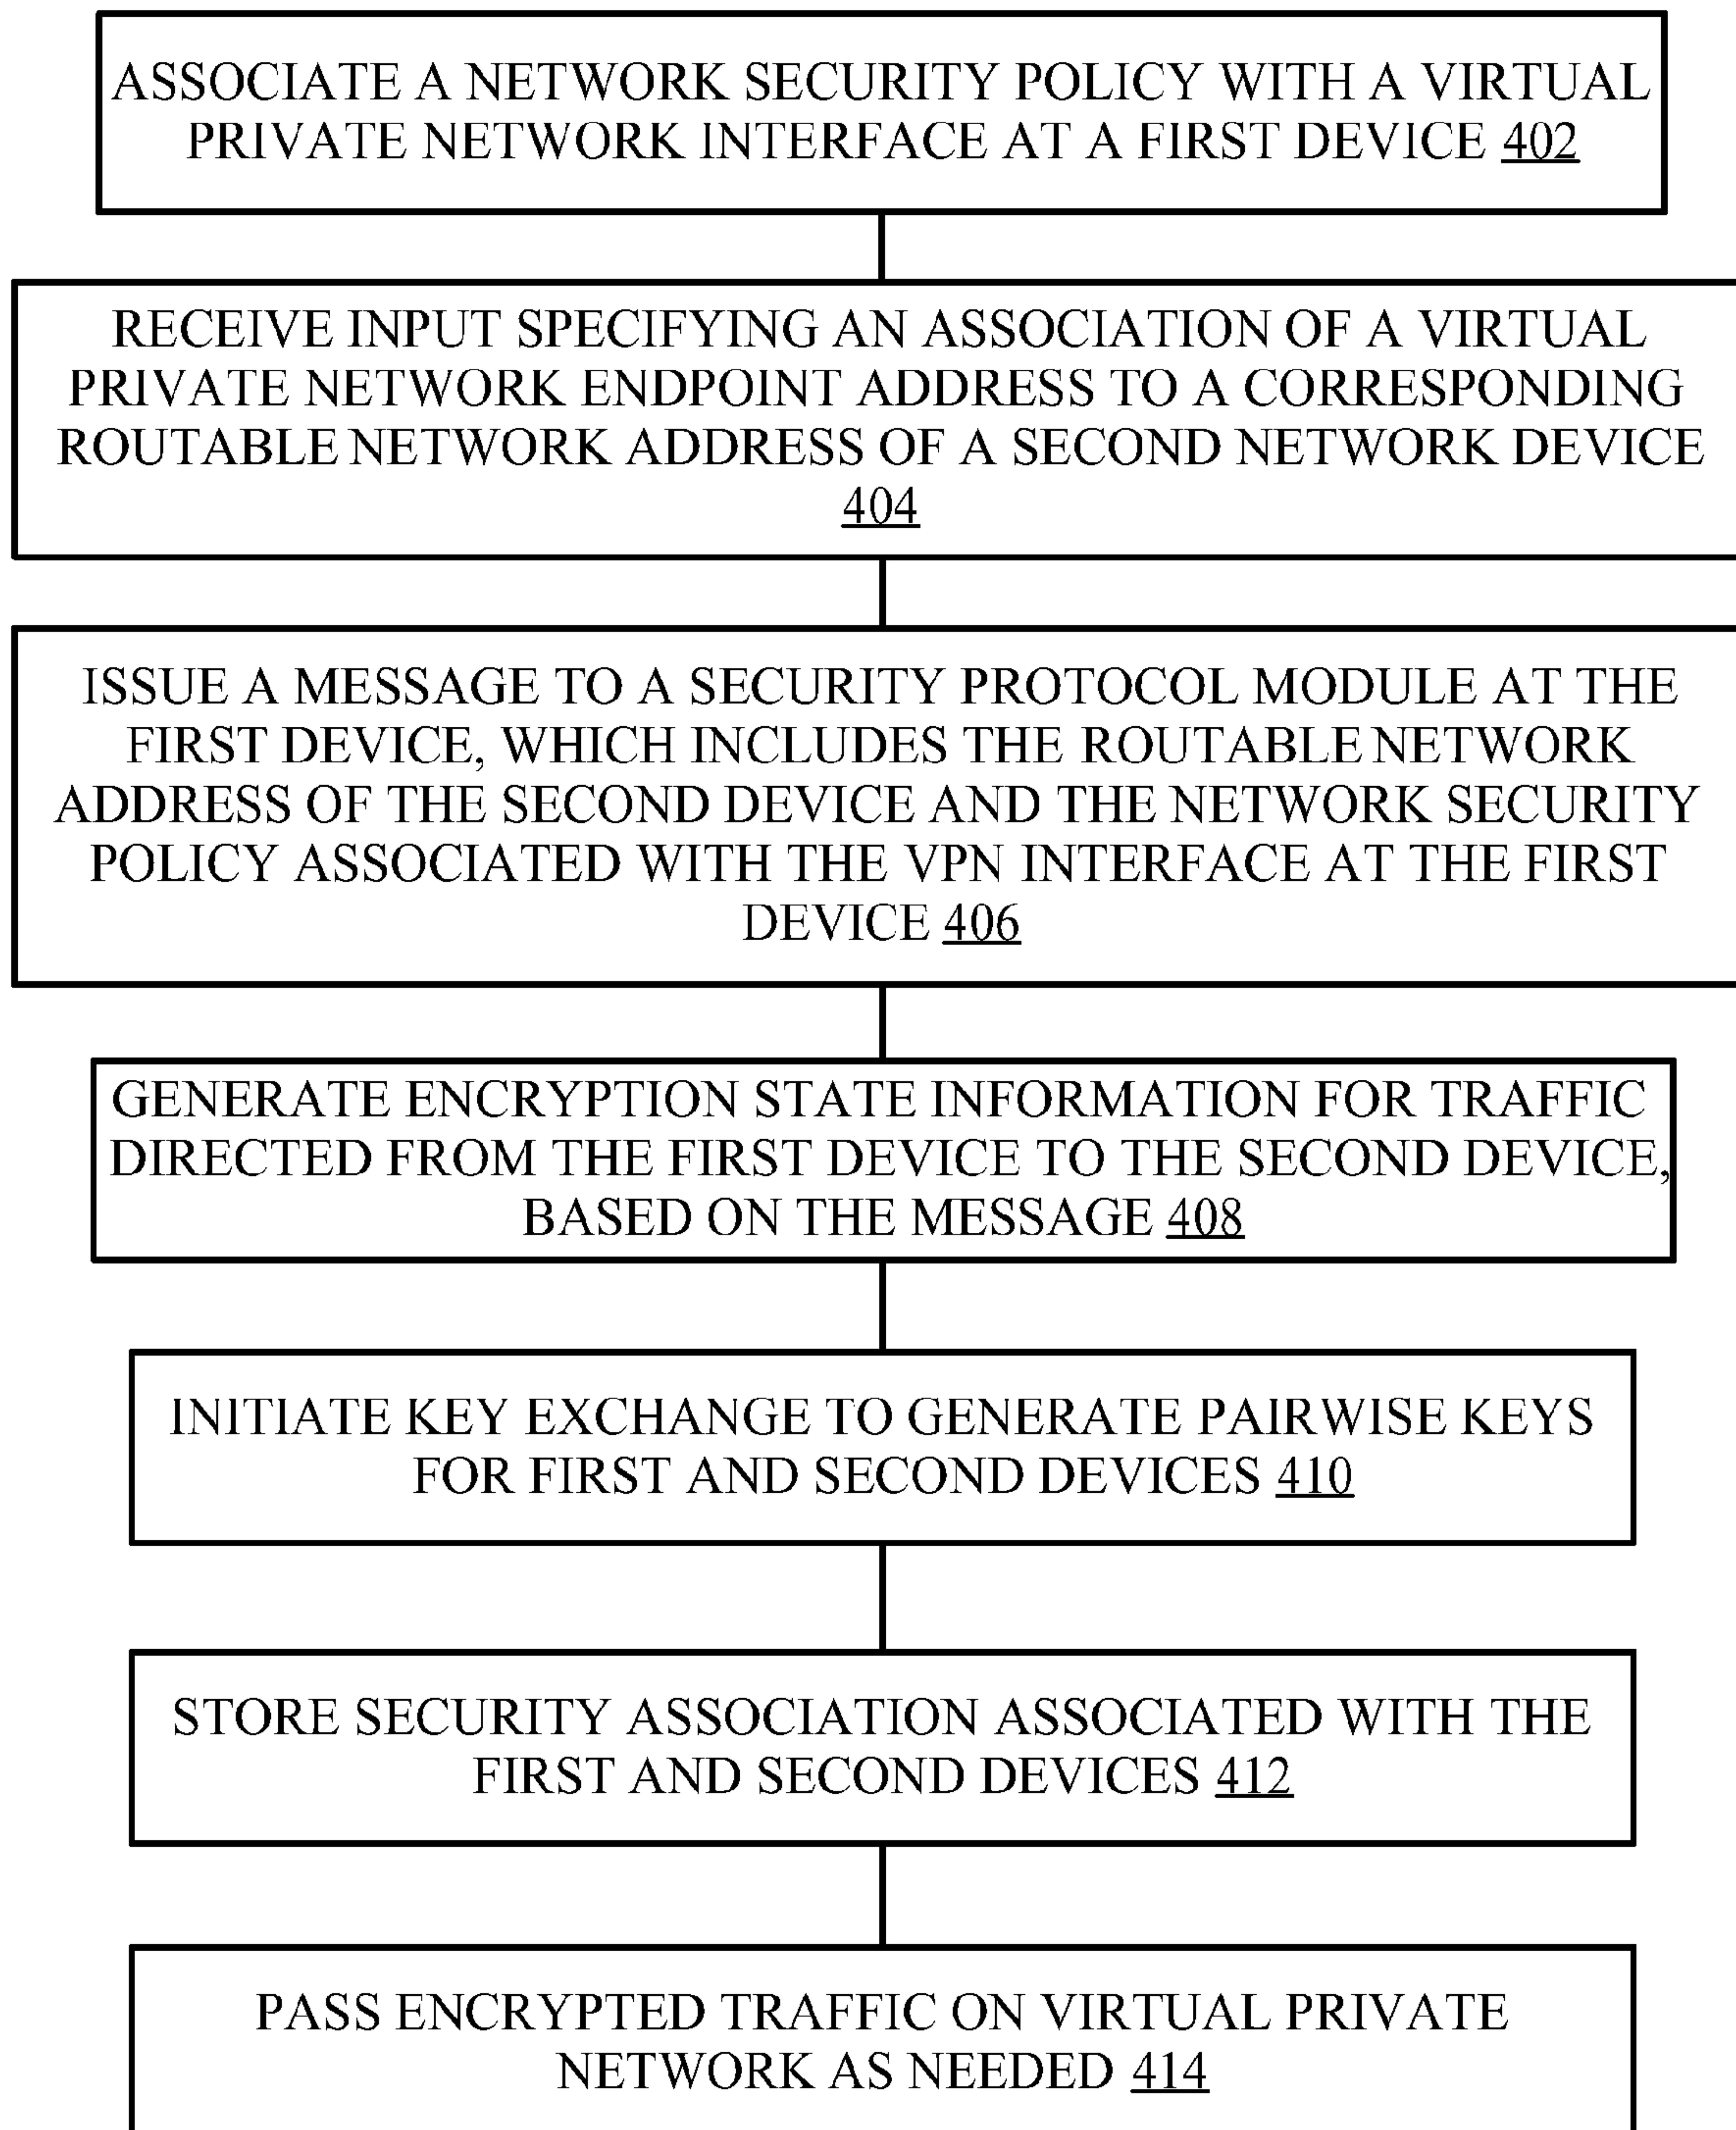 ASSOCIATE A NETWORK SECURITY POLICY WITH A VIRTUAL
PRIVATE NETWORK INTERFACE AT A FIRST DEVICE 402
RECEIVE INPUT SPECIFYING AN ASSOCIATION OF A VIRTUAL
PRIVATE NETWORK ENDPOINT ADDRESS TO A CORRESPONDING
ROUTABLE NETWORK ADDRESS OF A SECOND NETWORK DEVICE
404
ISSUE A MESSAGE TO A SECURITY PROTOCOL MODULE AT THE
FIRST DEVICE, WHICH INCLUDES THE ROUTABLE NETWORK
ADDRESS OF THE SECOND DEVICE AND THE NETWORK SECURITY
POLICY ASSOCIATED WITH THE VPN INTERFACE AT THE FIRST
DEVICE 406
GENERATE ENCRYPTION STATE INFORMATION FOR TRAFFIC
DIRECTED FROM THE FIRST DEVICE TO THE SECOND DEVICE,
BASED ON THE MESSAGE 408
INITIATE KEY EXCHANGE TO GENERATE PAIRWISE KEYS
FOR FIRST AND SECOND DEVICES 410
STORE SECURITY ASSOCIATION ASSOCIATED WITH THE
FIRST AND SECOND DEVICES 412
PASS ENCRYPTED TRAFFIC ON VIRTUAL PRIVATE
NETWORK AS NEEDED 414